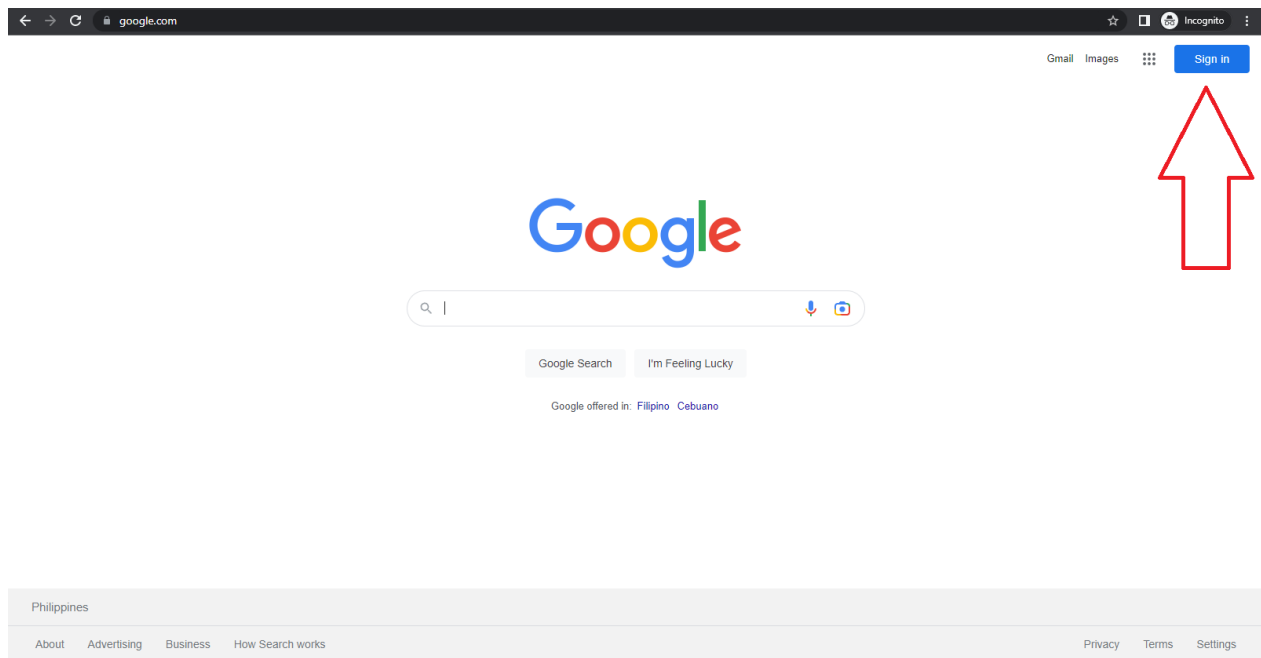 google.com
Incognito
Gmail Images
Sign in
Google
Google Search I'm Feeling Lucky
Google offered in: Filipino Cebuano
Philippines
About Advertising Business How Search works
Privacy Terms Settings